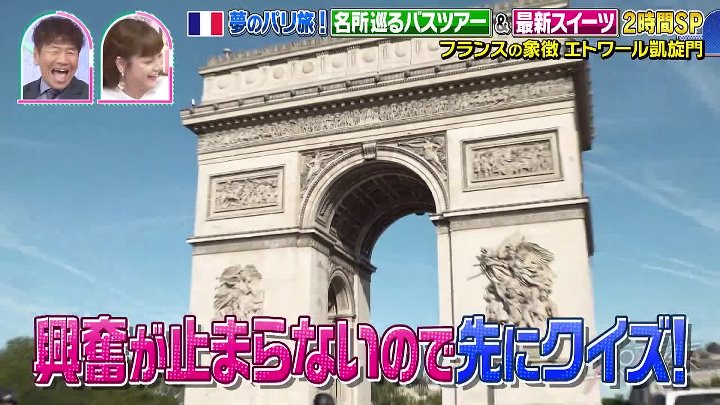 夢のパリ旅！名所巡るバスツアー&最新スイーツ2時間SP
フランスの象徴 エトワール凱旋門
興奮が止まらないので先にクイズ！